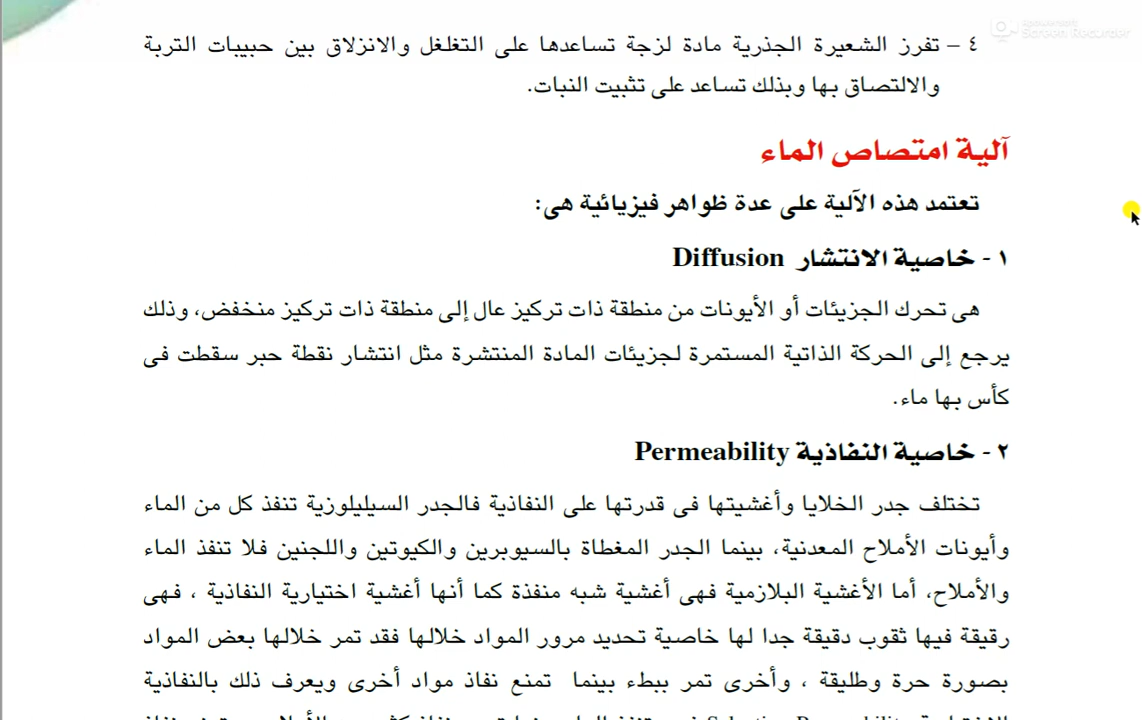 Apowersoft
Screen Recorder
٤ – تفرز الشعيرة الجذرية مادة لزجة تساعدها على التغلغل والانزلاق بين حبيبات التربة
والالتصاق بها وبذلك تساعد على تثبيت النبات.
آلية امتصاص الماء
تعتمد هذه الآلية على عدة ظواهر فيزيائية هى:
١ - خاصية الانتشار Diffusion
هى تحرك الجزيئات أو الأيونات من منطقة ذات تركيز عال إلى منطقة ذات تركيز منخفض، وذلك
يرجع إلى الحركة الذاتية المستمرة لجزيئات المادة المنتشرة مثل انتشار نقطة حبر سقطت فى
كأس بها ماء.
٢ - خاصية النفاذية Permeability
تختلف جدر الخلايا وأغشيتها فى قدرتها على النفاذية فالجدر السيليلوزية تنفذ كل من الماء
وأيونات الأملاح المعدنية، بينما الجدر المغطاة بالسيوبرين والكيوتين واللجنين فلا تنفذ الماء
والأملاح، أما الأغشية البلازمية فهى أغشية شبه منفذة كما أنها أغشية اختيارية النفاذية ، فهى
رقيقة فيها ثقوب دقيقة جدا لها خاصية تحديد مرور المواد خلالها فقد تمر خلالها بعض المواد
بصورة حرة وطليقة ، وأخرى تمر ببطء بينما تمنع نفاذ مواد أخرى ويعرف ذلك بالنفاذية